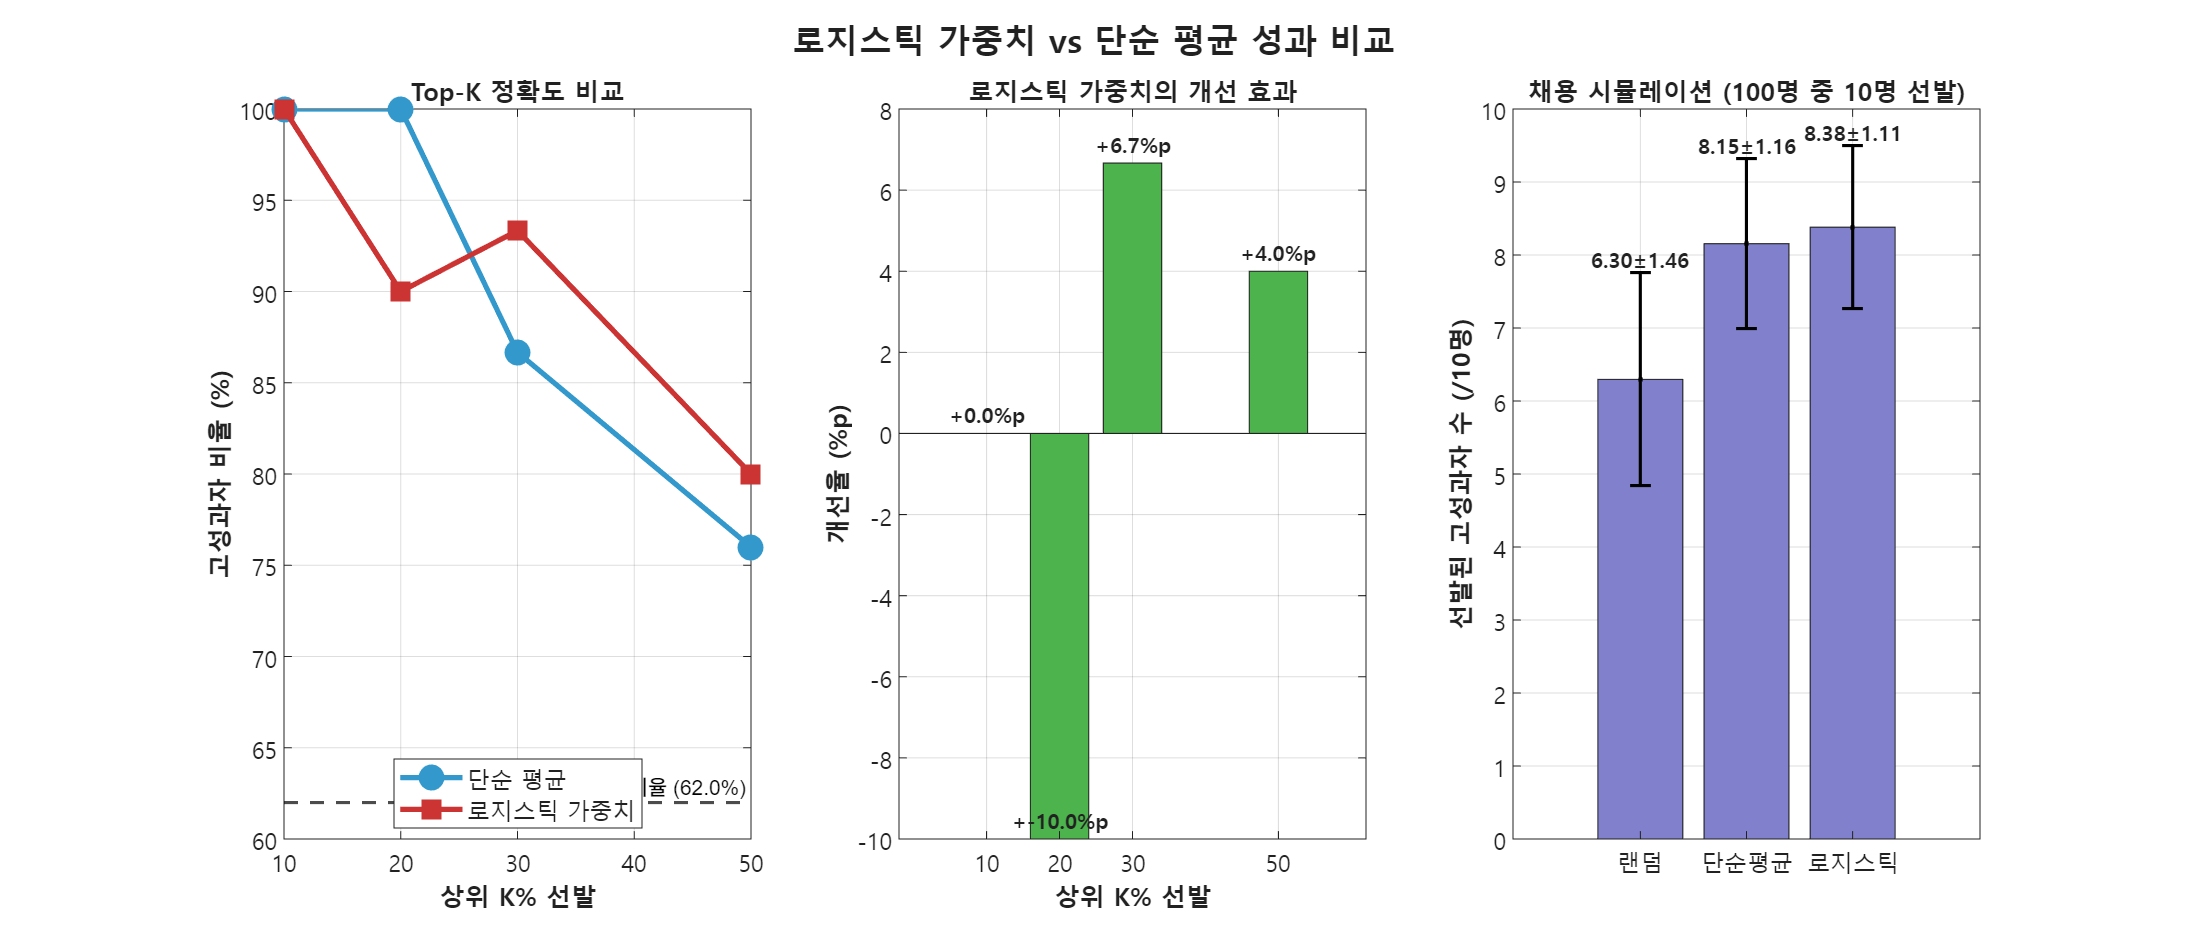 로지스틱 가중치 vs 단순 평균 성과 비교
Top-K 정확도 비교
고성과자 비율 (%)
100
95
90
85
80
75
70
65
60
10
20
30
40
50
상위 K% 선발
율 (62.0%)
단순 평균
로지스틱 가중치
로지스틱 가중치의 개선 효과
개선율 (%p)
8
6
4
2
0
-2
-4
-6
-8
-10
+0.0%p
+-10.0%p
+6.7%p
+4.0%p
10
20
30
50
상위 K% 선발
채용 시뮬레이션 (100명 중 10명 선발)
선발된 고성과자 수 (/10명)
10
9
8
7
6
5
4
3
2
1
0
6.30±1.46
8.15±1.16
8.38±1.11
랜덤
단순평균
로지스틱